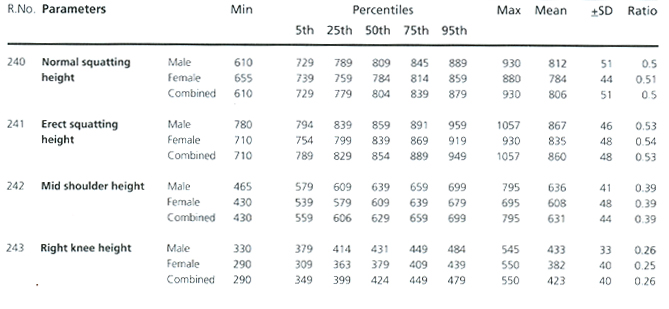 R.No. Parameters Min Percentiles Max Mean ±SD Ratio
5th 25th 50th 75th 95th
240 Normal squatting height Male 610 729 789 809 845 889 930 812 51 0.5
Female 655 739 759 784 814 859 880 784 44 0.51
Combined 610 729 779 804 839 879 930 806 51 0.5
241 Erect squatting height Male 780 794 839 859 891 959 1057 867 46 0.53
Female 710 754 799 839 869 919 930 835 48 0.54
Combined 710 789 829 854 889 949 1057 860 48 0.53
242 Mid shoulder height Male 465 579 609 639 659 699 795 636 41 0.39
Female 430 539 579 609 639 679 695 608 48 0.39
Combined 430 559 606 629 659 699 795 631 44 0.39
243 Right knee height Male 330 379 414 431 449 484 545 433 33 0.26
Female 290 309 363 379 409 439 550 382 40 0.25
Combined 290 349 399 424 449 479 550 423 40 0.26